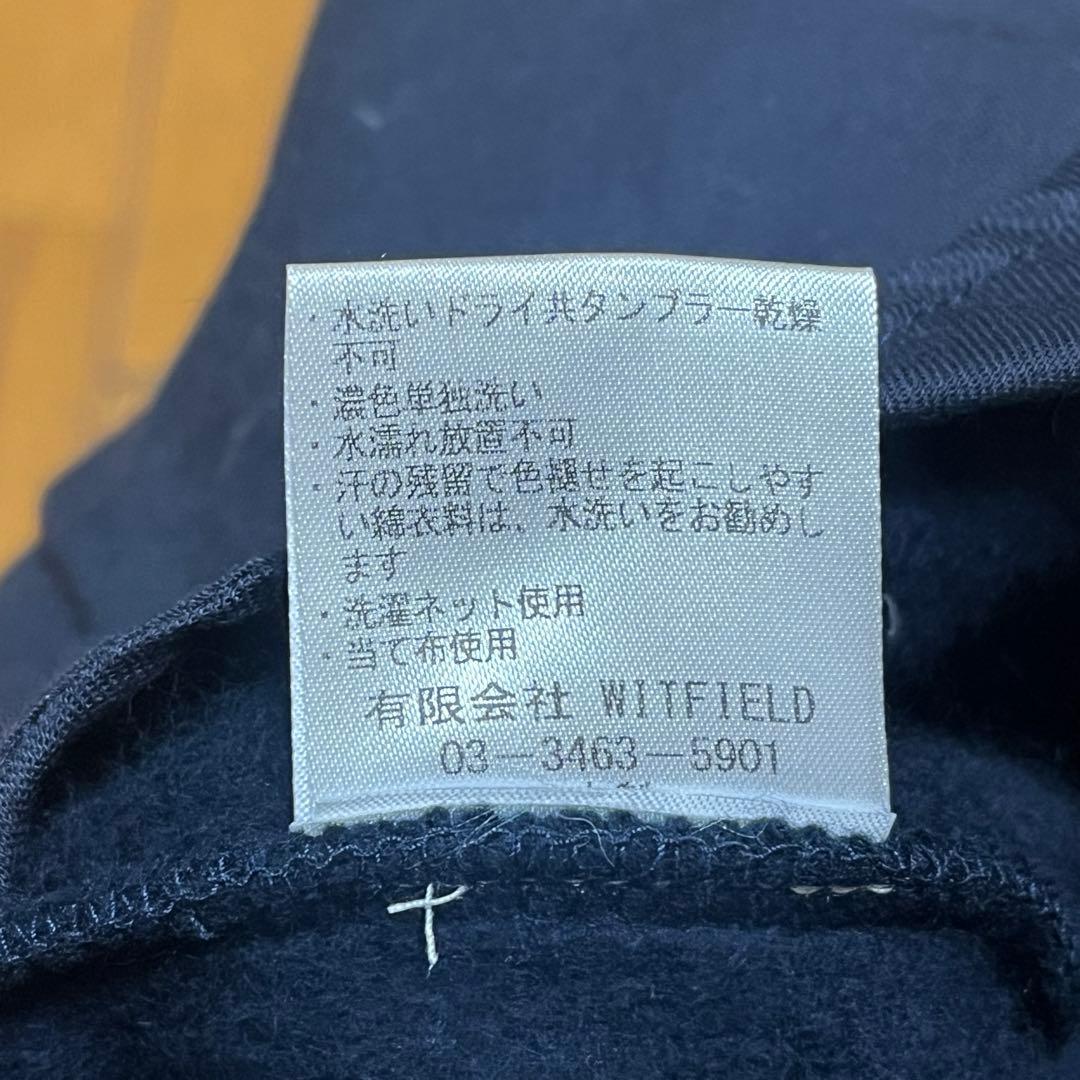 ・水洗いドライ共タンブラー乾燥
不可
・濃色単独洗い
・水濡れ放置不可
・汗の残留で色褪せを起こしやす
い綿衣料は、水洗いをお勧めし
ます
・洗濯ネット使用
・当て布使用
有限会社 WITFIELD
03-3463-5901